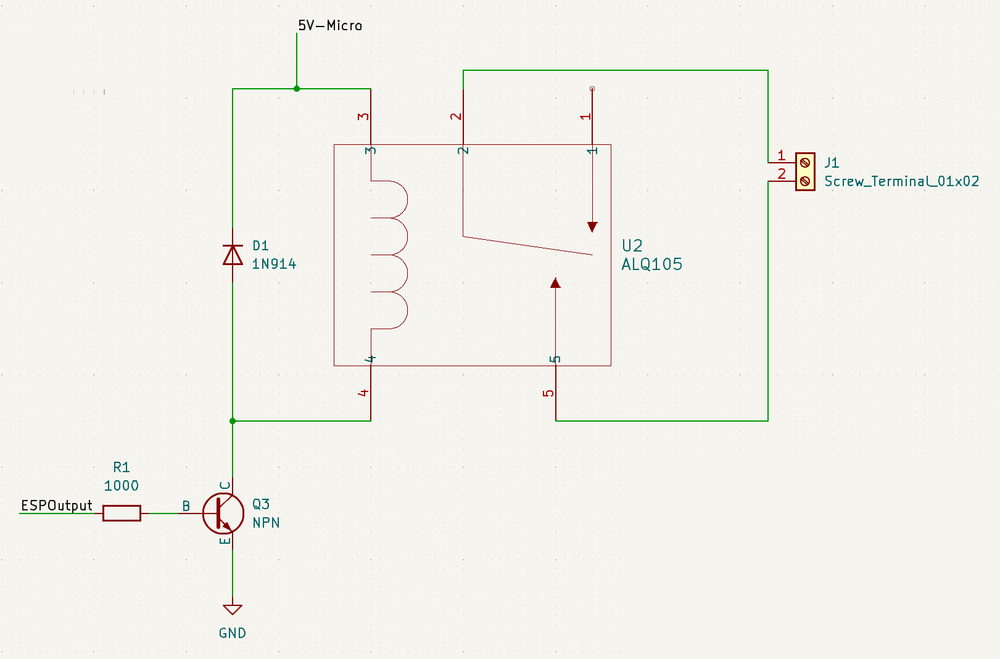 5V-Micro
3
2
1
3
2
1
1
2
J1
Screw_Terminal_01x02
D1
1N914
U2
ALQ105
4
5
4
5
R1
1000
ESPOutput
B
C
E
Q3
NPN
GND